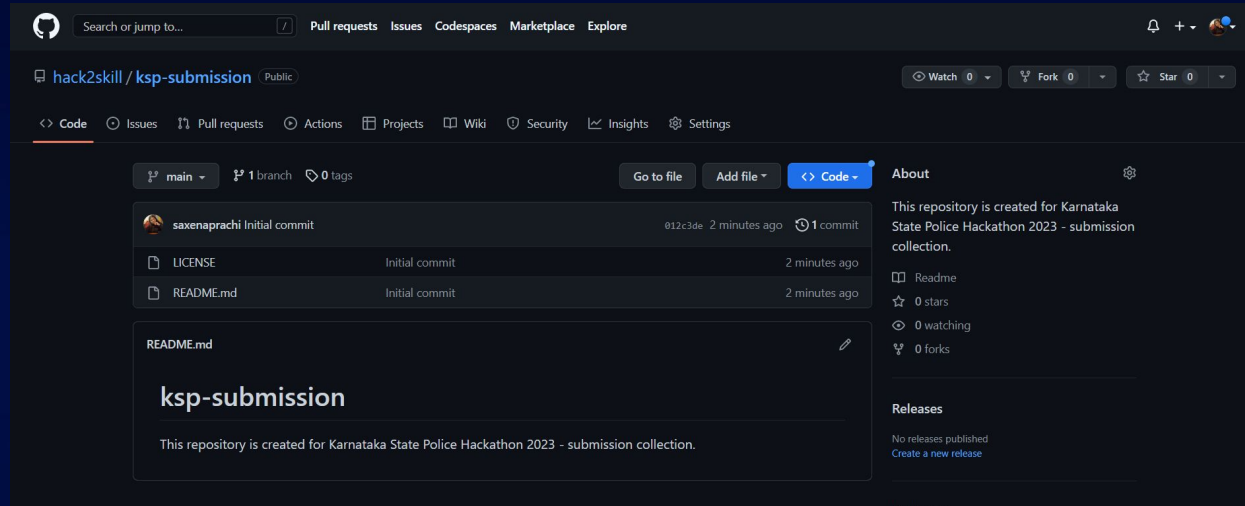 Search or jump to... / Pull requests Issues Codespaces Marketplace Explore
hack2skill / ksp-submission Public
Watch 0 Fork 0 Star 0
<> Code Issues Pull requests Actions Projects Wiki Security Insights Settings
main 1 branch 0 tags Go to file Add file <> Code
saxenaprachi Initial commit 012c3de 2 minutes ago 1 commit
LICENSE Initial commit 2 minutes ago
README.md Initial commit 2 minutes ago
README.md
ksp-submission
This repository is created for Karnataka State Police Hackathon 2023 - submission collection.
About
This repository is created for Karnataka
State Police Hackathon 2023 - submission
collection.
Readme
0 stars
0 watching
0 forks
Releases
No releases published
Create a new release